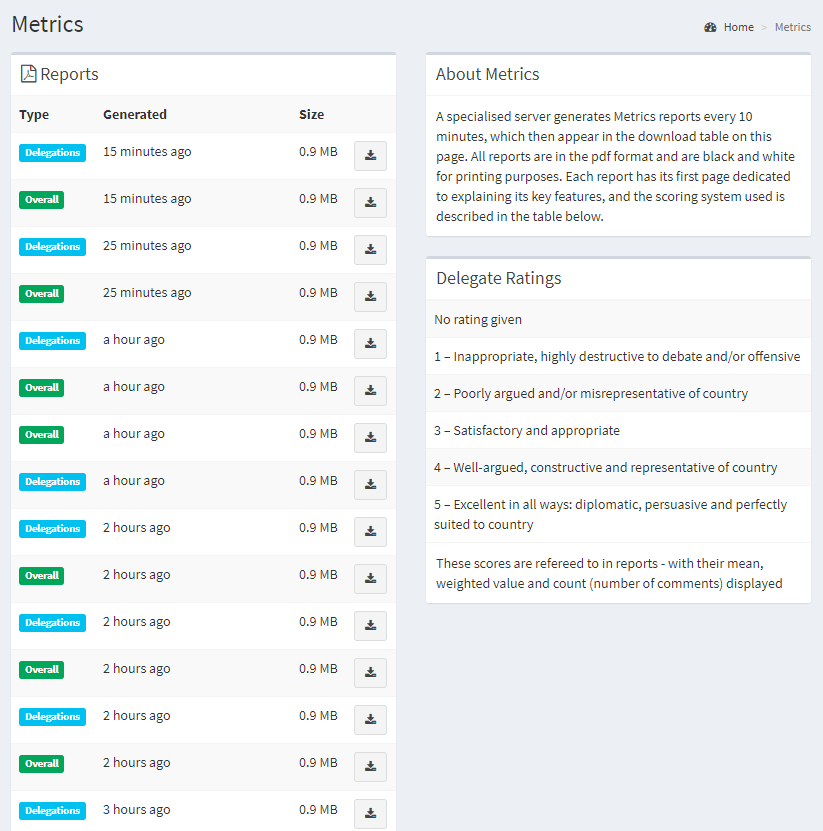 Metrics
Home > Metrics
Reports
Type Generated Size
Delegations 15 minutes ago 0.9 MB
Overall 15 minutes ago 0.9 MB
Delegations 25 minutes ago 0.9 MB
Overall 25 minutes ago 0.9 MB
Delegations a hour ago 0.9 MB
Overall a hour ago 0.9 MB
Overall a hour ago 0.9 MB
Delegations a hour ago 0.9 MB
Delegations 2 hours ago 0.9 MB
Overall 2 hours ago 0.9 MB
Delegations 2 hours ago 0.9 MB
Overall 2 hours ago 0.9 MB
Delegations 2 hours ago 0.9 MB
Overall 2 hours ago 0.9 MB
Delegations 3 hours ago 0.9 MB
About Metrics
A specialised server generates Metrics reports every 10
minutes, which then appear in the download table on this
page. All reports are in the pdf format and are black and white
for printing purposes. Each report has its first page dedicated
to explaining its key features, and the scoring system used is
described in the table below.
Delegate Ratings
No rating given
1 – Inappropriate, highly destructive to debate and/or offensive
2 – Poorly argued and/or misrepresentative of country
3 – Satisfactory and appropriate
4 – Well-argued, constructive and representative of country
5 – Excellent in all ways: diplomatic, persuasive and perfectly
suited to country
These scores are refereed to in reports - with their mean,
weighted value and count (number of comments) displayed